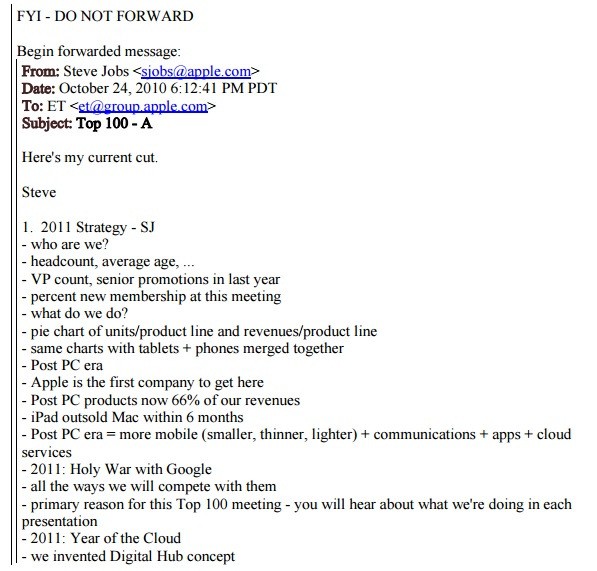 FYI - DO NOT FORWARD
Begin forwarded message:
From: Steve Jobs <sjobs@apple.com>
Date: October 24, 2010 6:12:41 PM PDT
To: ET <et@group.apple.com>
Subject: Top 100 - A
Here's my current cut.
Steve
1. 2011 Strategy - SJ
- who are we?
- headcount, average age, ...
- VP count, senior promotions in last year
- percent new membership at this meeting
- what do we do?
- pie chart of units/product line and revenues/product line
- same charts with tablets + phones merged together
- Post PC era
- Apple is the first company to get here
- Post PC products now 66% of our revenues
- iPad outsold Mac within 6 months
- Post PC era = more mobile (smaller, thinner, lighter) + communications + apps + cloud
services
- 2011: Holy War with Google
- all the ways we will compete with them
- primary reason for this Top 100 meeting - you will hear about what we're doing in each
presentation
- 2011: Year of the Cloud
- we invented Digital Hub concept